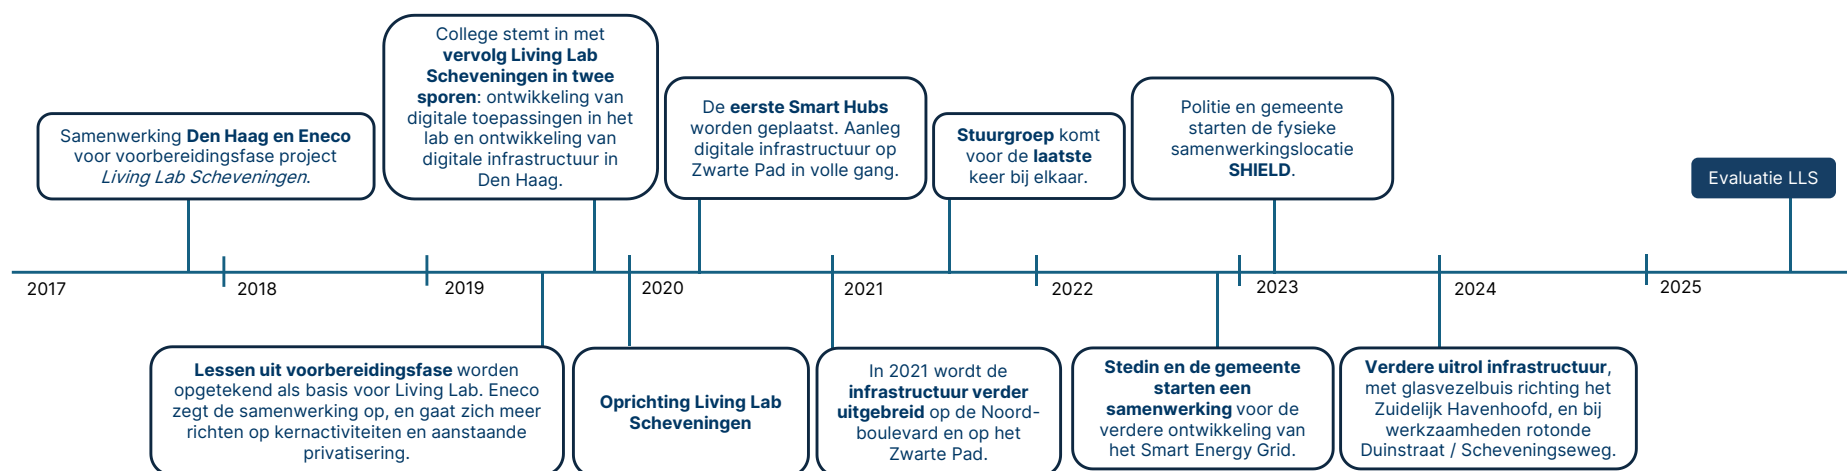 College stemt in met
vervolg Living Lab
Scheveningen in twee
sporen: ontwikkeling van
digitale toepassingen in het
lab en ontwikkeling van
digitale infrastructuur in
Den Haag.
Samenwerking Den Haag en Eneco
voor voorbereidingsfase project
Living Lab Scheveningen.
De eerste Smart Hubs
worden geplaatst. Aanleg
digitale infrastructuur op
Zwarte Pad in volle gang.
Stuurgroep komt
voor de laatste
keer bij elkaar.
Politie en gemeente
starten de fysieke
samenwerkingslocatie
SHIELD.
Evaluatie LLS
2017
2018
2019
2020
2021
2022
2023
2024
2025
Lessen uit voorbereidingsfase worden
opgetekend als basis voor Living Lab. Eneco
zegt de samenwerking op, en gaat zich meer
richten op kernactiviteiten en aanstaande
privatisering.
Oprichting Living Lab
Scheveningen
In 2021 wordt de
infrastructuur verder
uitgebreid op de Noord-
boulevard en op het
Zwarte Pad.
Stedin en de gemeente
starten een
samenwerking voor de
verdere ontwikkeling van
het Smart Energy Grid.
Verdere uitrol infrastructuur,
met glasvezelbuis richting het
Zuidelijk Havenhoofd, en bij
werkzaamheden rotonde
Duinstraat / Scheveningseweg.